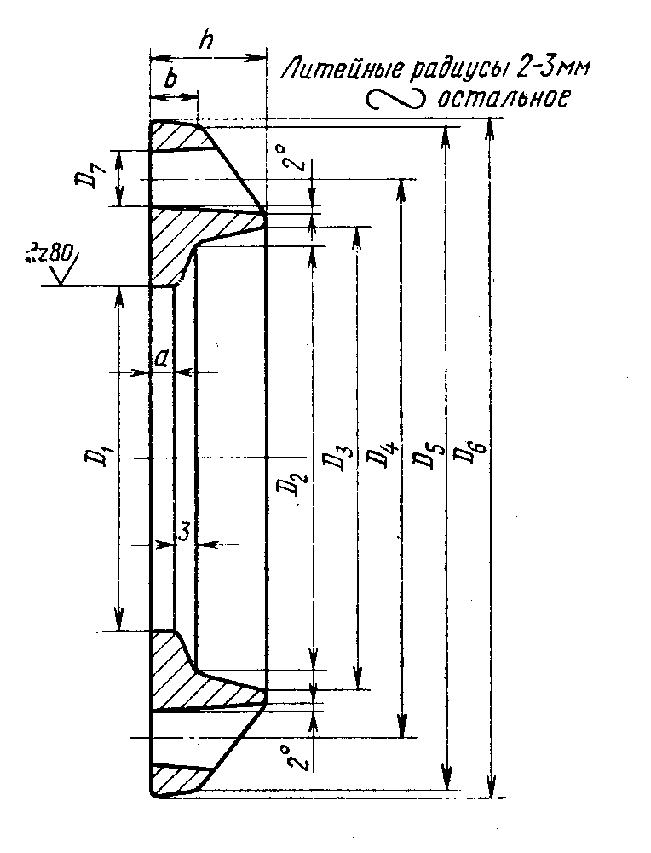 h
b
Литейные радиусы 2-3мм
остальное
2°
D7
z80
a
D1
D2
D3
D4
D5
D6
3
2°